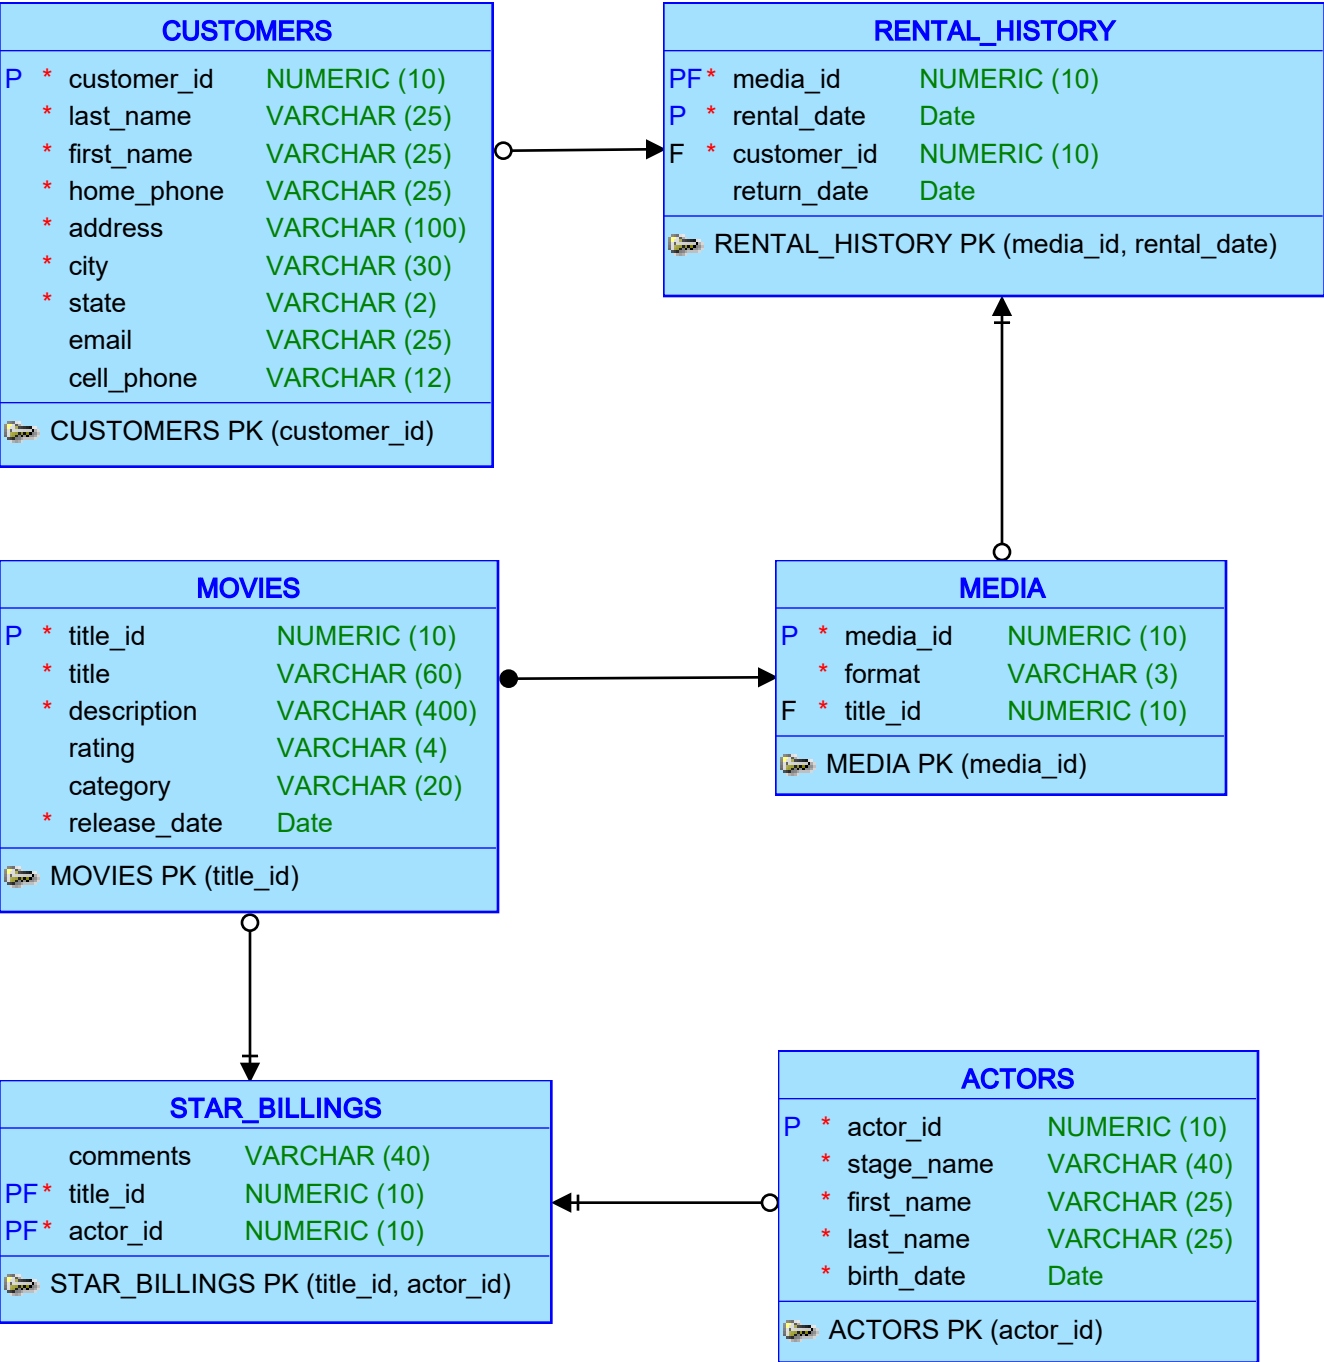 CUSTOMERS
P * customer_id NUMERIC (10)
* last_name VARCHAR (25)
* first_name VARCHAR (25)
* home_phone VARCHAR (25)
* address VARCHAR (100)
* city VARCHAR (30)
* state VARCHAR (2)
email VARCHAR (25)
cell_phone VARCHAR (12)
CUSTOMERS PK (customer_id)
RENTAL_HISTORY
PF * media_id NUMERIC (10)
P * rental_date Date
F * customer_id NUMERIC (10)
return_date Date
RENTAL_HISTORY PK (media_id, rental_date)
MOVIES
P * title_id NUMERIC (10)
* title VARCHAR (60)
* description VARCHAR (400)
rating VARCHAR (4)
category VARCHAR (20)
* release_date Date
MOVIES PK (title_id)
MEDIA
P * media_id NUMERIC (10)
* format VARCHAR (3)
F * title_id NUMERIC (10)
MEDIA PK (media_id)
STAR_BILLINGS
comments VARCHAR (40)
PF * title_id NUMERIC (10)
PF * actor_id NUMERIC (10)
STAR_BILLINGS PK (title_id, actor_id)
ACTORS
P * actor_id NUMERIC (10)
* stage_name VARCHAR (40)
* first_name VARCHAR (25)
* last_name VARCHAR (25)
* birth_date Date
ACTORS PK (actor_id)